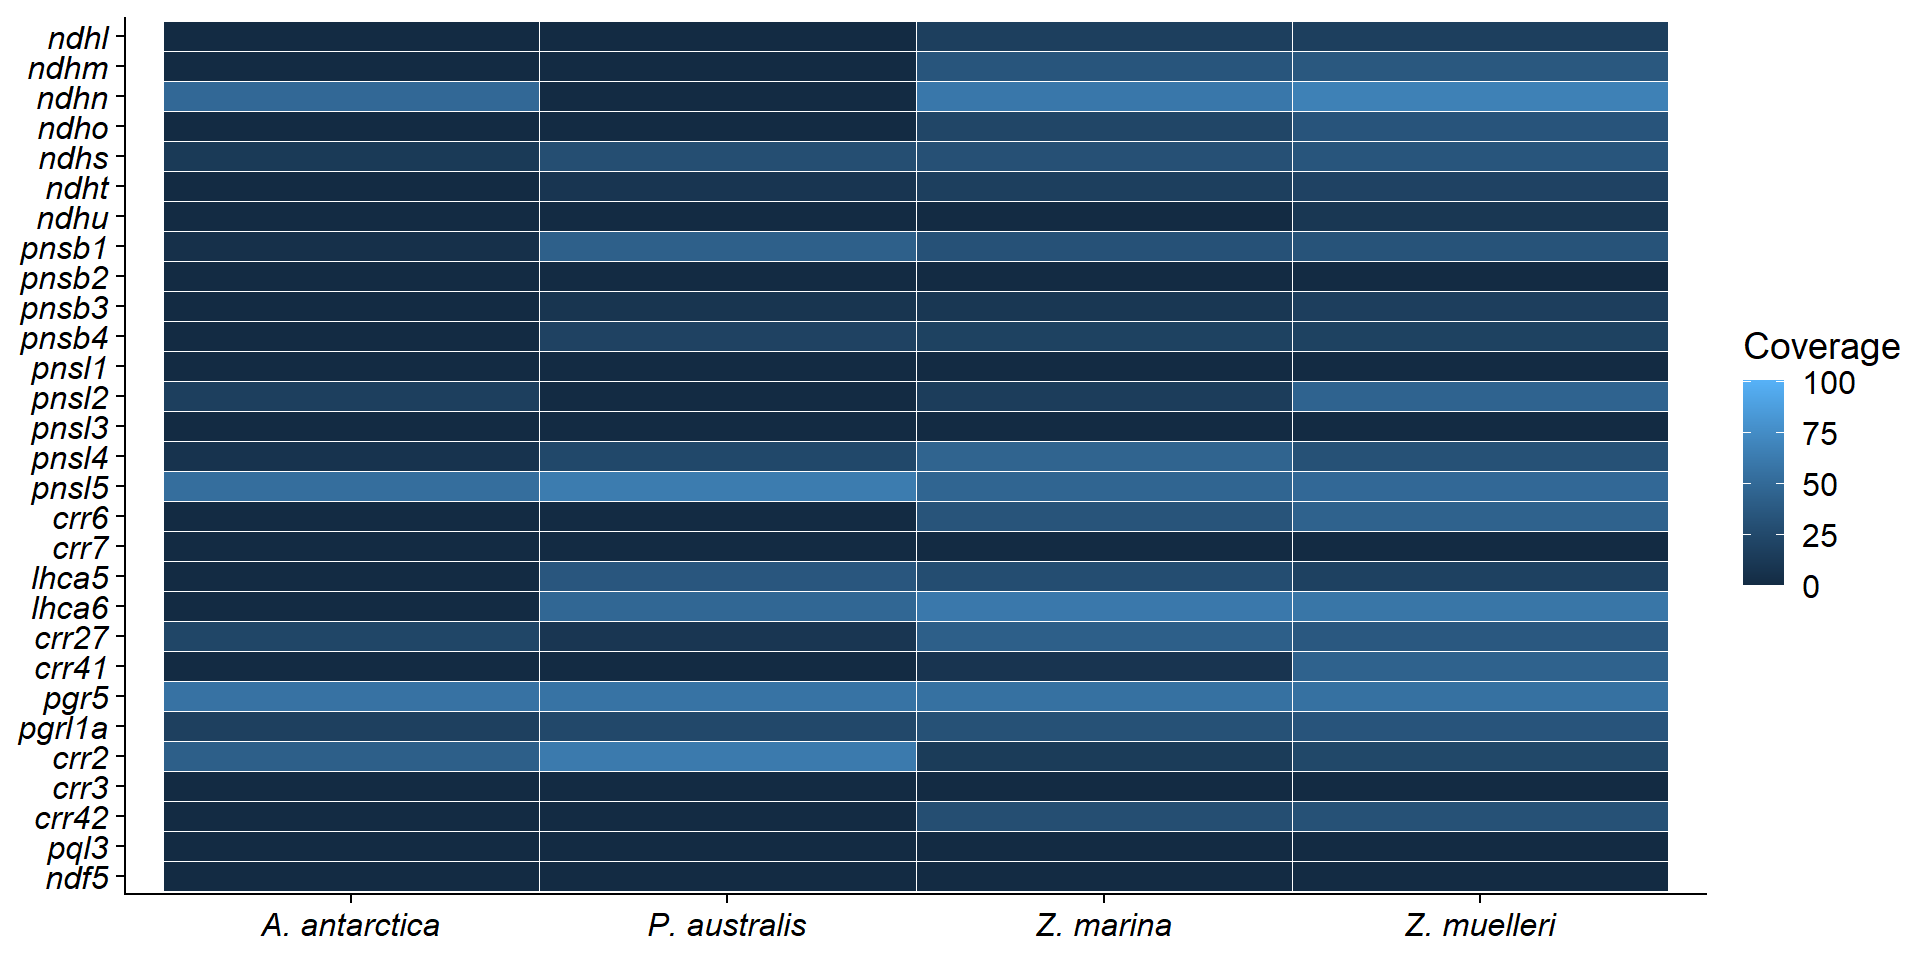 ndhl
ndhm
ndhn
ndho
ndhs
ndht
ndhu
pnsb1
pnsb2
pnsb3
pnsb4
pnsl1
pnsl2
pnsl3
pnsl4
pnsl5
crr6
crr7
lhca5
lhca6
crr27
crr41
pgr5
pgrl1a
crr2
crr3
crr42
pql3
ndf5
A. antarctica
P. australis
Z. marina
Z. muelleri
Coverage
100
75
50
25
0